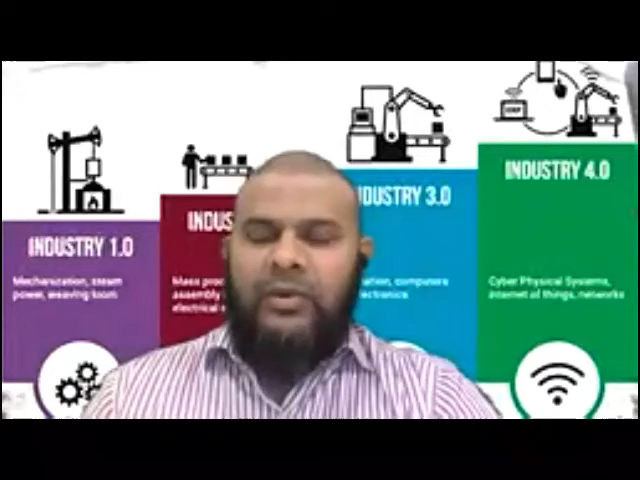 INDUSTRY 1.0
Mechanization, steam
power, weaving loom
INDUS
Mass proc
assembly
electrical
INDUSTRY 3.0
ation, computers
ectronics
INDUSTRY 4.0
Cyber Physical Systems,
internet of things, networks